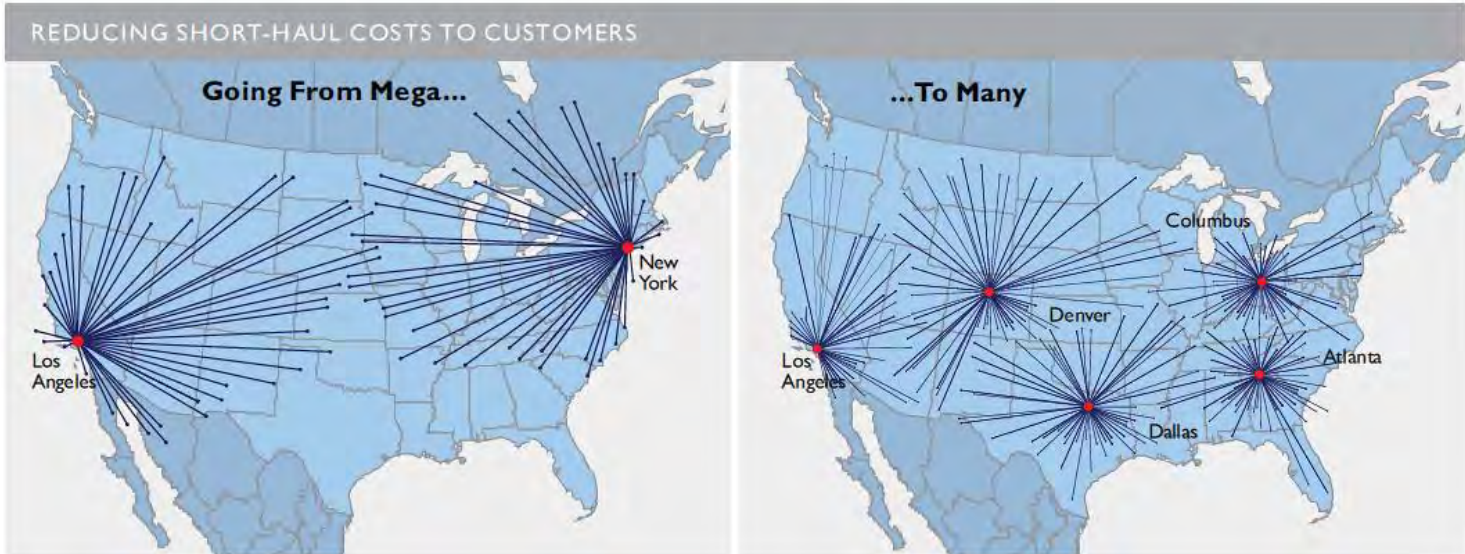 REDUCING SHORT-HAUL COSTS TO CUSTOMERS
Going From Mega...
New
York
Los
Angeles
...To Many
Columbus
Denver
Los
Angeles
Atlanta
Dallas